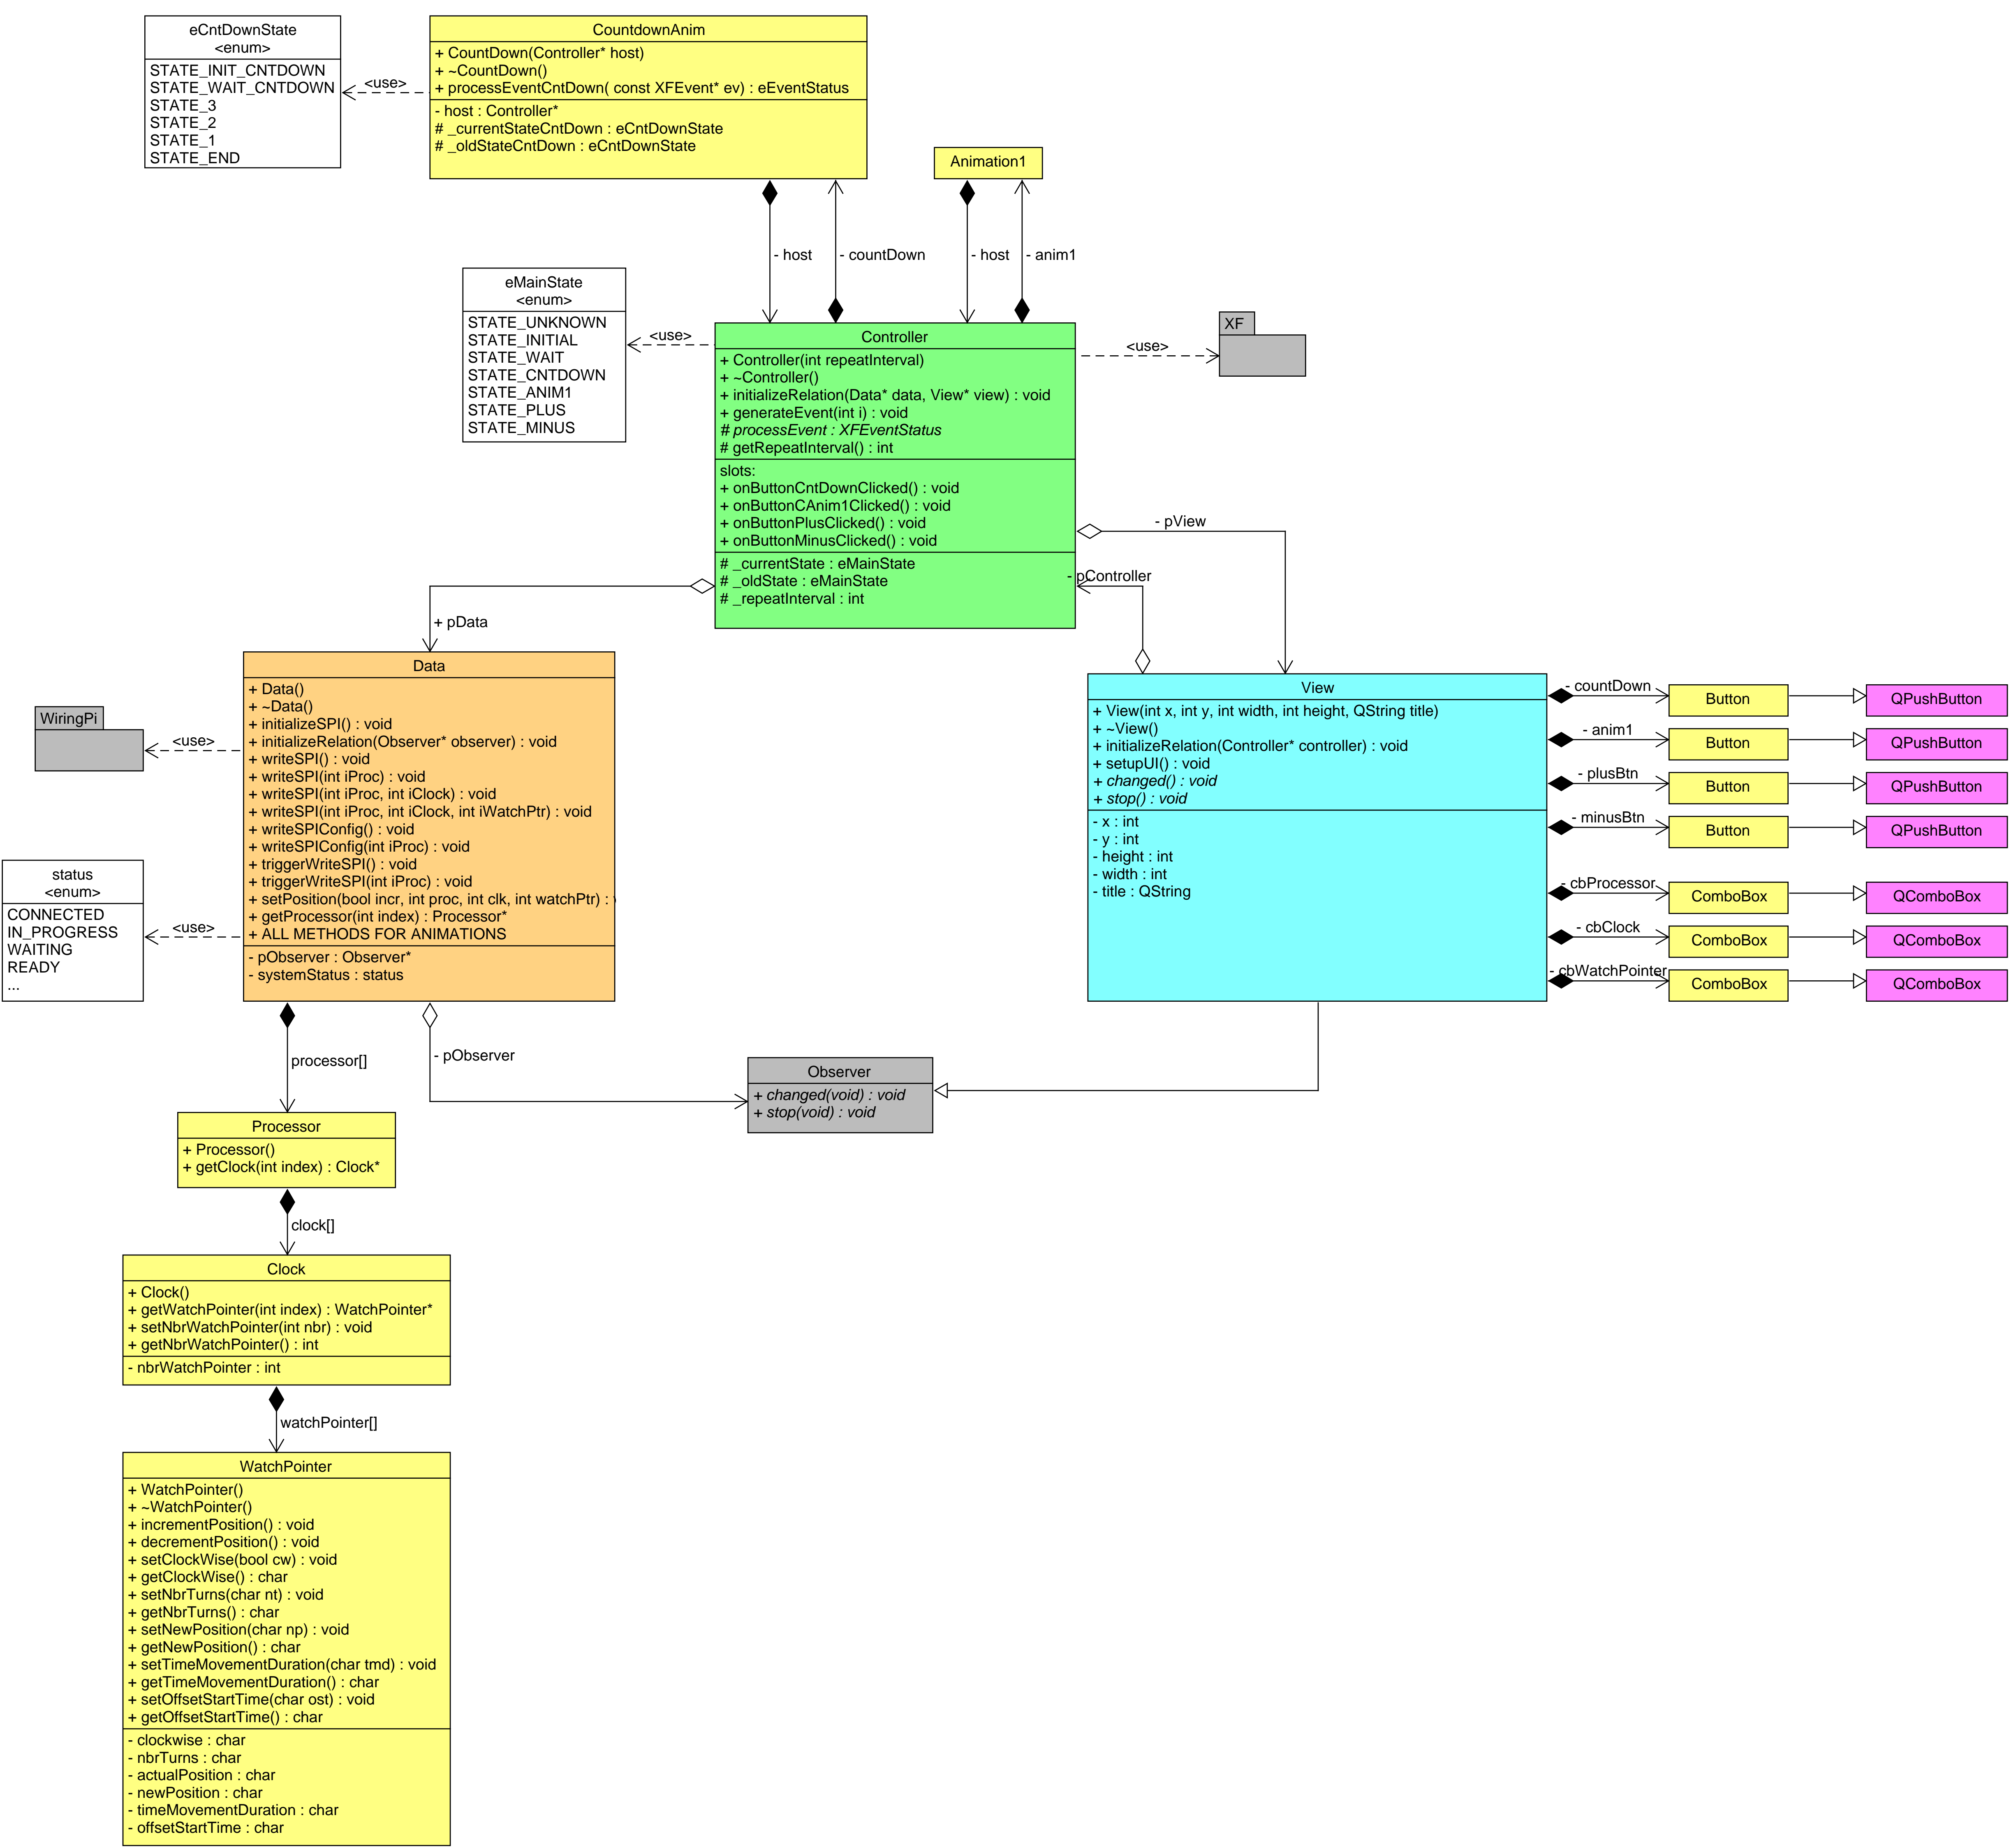 eCntDownState
<enum>
STATE_INIT_CNTDOWN
STATE_WAIT_CNTDOWN
STATE_3
STATE_2
STATE_1
STATE_END
<use>
CountdownAnim
+ CountDown(Controller* host)
+ ~CountDown()
+ processEventCntDown( const XFEvent* ev) : eEventStatus
- host : Controller*
# _currentStateCntDown : eCntDownState
# _oldStateCntDown : eCntDownState
Animation1
- host
- countDown
- host
- anim1
eMainState
<enum>
STATE_UNKNOWN
STATE_INITIAL
STATE_WAIT
STATE_CNTDOWN
STATE_ANIM1
STATE_PLUS
STATE_MINUS
<use>
Controller
+ Controller(int repeatInterval)
+ ~Controller()
+ initializeRelation(Data* data, View* view) : void
+ generateEvent(int i) : void
# processEvent : XFEventStatus
# getRepeatInterval() : int
slots:
+ onButtonCntDownClicked() : void
+ onButtonCAnim1Clicked() : void
+ onButtonPlusClicked() : void
+ onButtonMinusClicked() : void
# _currentState : eMainState
# _oldState : eMainState
# _repeatInterval : int
<use>
XF
- pView
- pController
+ pData
WiringPi
<use>
status
<enum>
CONNECTED
IN_PROGRESS
WAITING
READY
...
<use>
Data
+ Data()
+ ~Data()
+ initializeSPI() : void
+ initializeRelation(Observer* observer) : void
+ writeSPI() : void
+ writeSPI(int iProc) : void
+ writeSPI(int iProc, int iClock) : void
+ writeSPI(int iProc, int iClock, int iWatchPtr) : void
+ writeSPIConfig() : void
+ writeSPIConfig(int iProc) : void
+ triggerWriteSPI() : void
+ triggerWriteSPI(int iProc) : void
+ setPosition(bool incr, int proc, int clk, int watchPtr) :
+ getProcessor(int index) : Processor*
+ ALL METHODS FOR ANIMATIONS
- pObserver : Observer*
- systemStatus : status
View
+ View(int x, int y, int width, int height, QString title)
+ ~View()
+ initializeRelation(Controller* controller) : void
+ setupUI() : void
+ changed() : void
+ stop() : void
- x : int
- y : int
- height : int
- width : int
- title : QString
- countDown
Button
QPushButton
- anim1
Button
QPushButton
- plusBtn
Button
QPushButton
- minusBtn
Button
QPushButton
- cbProcessor
ComboBox
QComboBox
- cbClock
ComboBox
QComboBox
- cbWatchPointer
ComboBox
QComboBox
processor[]
- pObserver
Observer
+ changed(void) : void
+ stop(void) : void
Processor
+ Processor()
+ getClock(int index) : Clock*
clock[]
Clock
+ Clock()
+ getWatchPointer(int index) : WatchPointer*
+ setNbrWatchPointer(int nbr) : void
+ getNbrWatchPointer() : int
- nbrWatchPointer : int
watchPointer[]
WatchPointer
+ WatchPointer()
+ ~WatchPointer()
+ incrementPosition() : void
+ decrementPosition() : void
+ setClockWise(bool cw) : void
+ getClockWise() : char
+ setNbrTurns(char nt) : void
+ getNbrTurns() : char
+ setNewPosition(char np) : void
+ getNewPosition() : char
+ setTimeMovementDuration(char tmd) : void
+ getTimeMovementDuration() : char
+ setOffsetStartTime(char ost) : void
+ getOffsetStartTime() : char
- clockwise : char
- nbrTurns : char
- actualPosition : char
- newPosition : char
- timeMovementDuration : char
- offsetStartTime : char